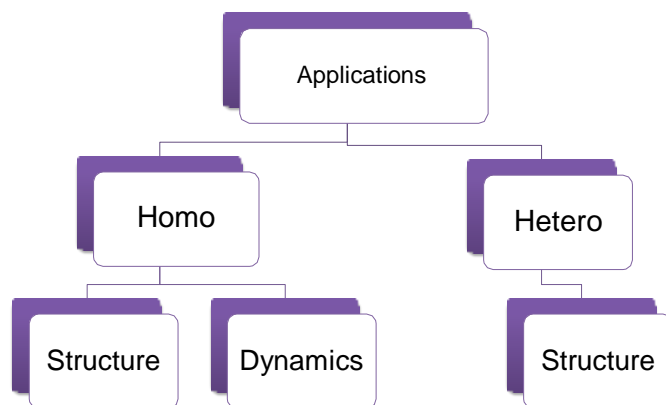 Applications
Homo
Hetero
Structure
Dynamics
Structure